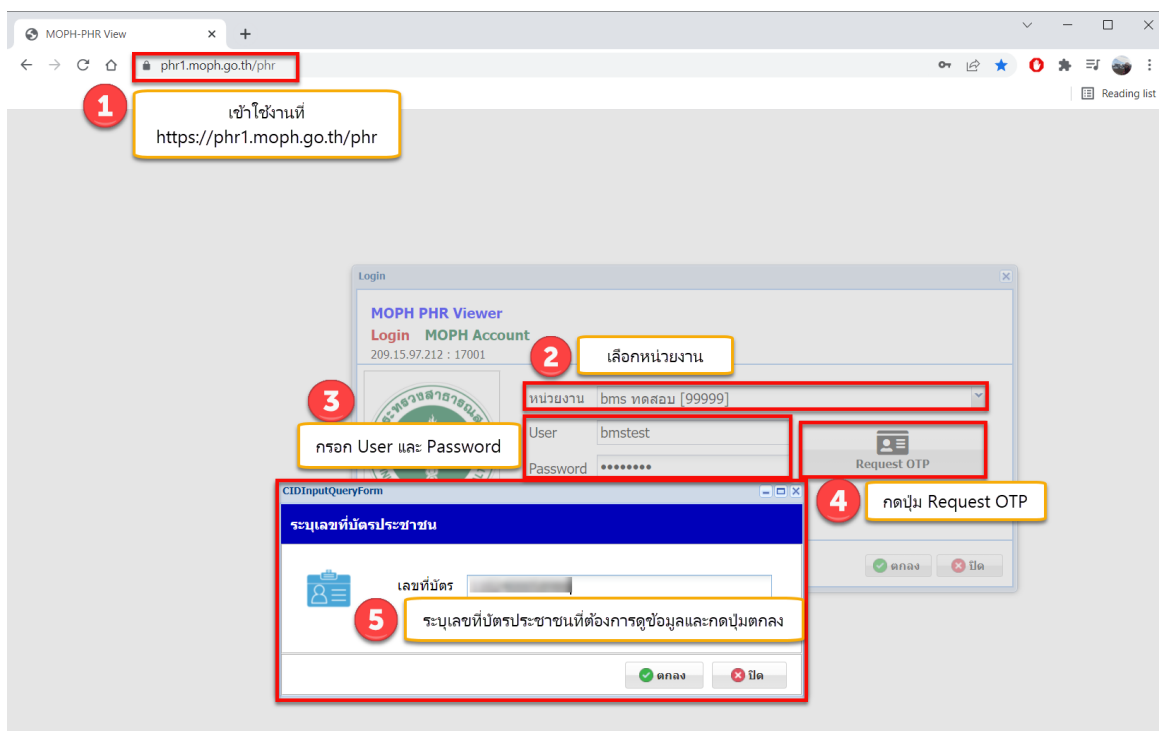 MOPH-PHR View
phr1.moph.go.th/phr
Reading list
1
เข้าใช้งานที่
https://phr1.moph.go.th/phr
Login
MOPH PHR Viewer
Login MOPH Account
209.15.97.212 : 17001
2
เลือกหน่วยงาน
3
กรอก User และ Password
หน่วยงาน bms ทดสอบ [99999]
User bmstest
Password ••••••••
Request OTP
4
กดปุ่ม Request OTP
ตกลง ปิด
CIDInputQueryForm
ระบุเลขที่บัตรประชาชน
เลขที่บัตร
5
ระบุเลขที่บัตรประชาชนที่ต้องการดูข้อมูลและกดปุ่มตกลง
ตกลง ปิด